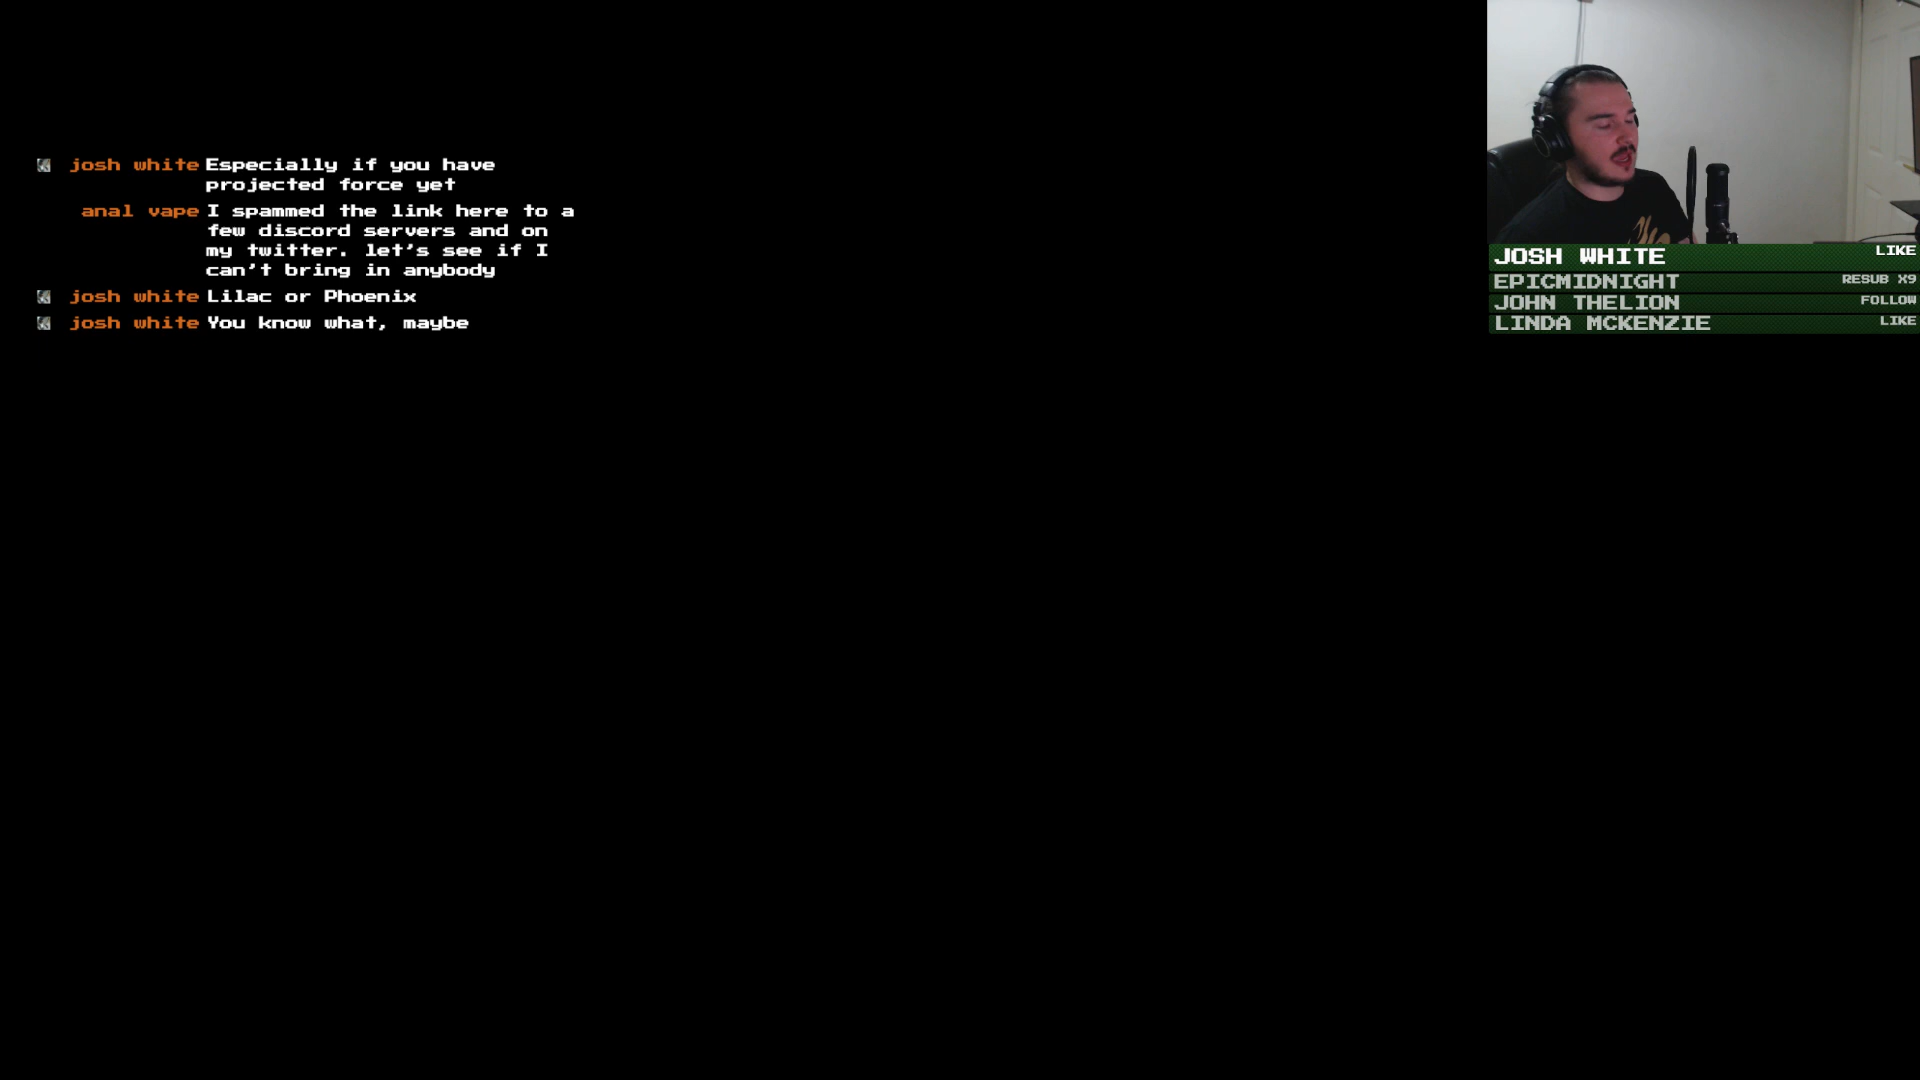 josh white Especially if you have
projected force yet
anal vape I spammed the link here to a
few discord servers and on
my twitter. let's see if I
can't bring in anybody
josh white Lilac or Phoenix
josh white You know what, maybe
JOSH WHITE LIKE
EPICMIDNIGHT RESUB X9
JOHN THELION FOLLOW
LINDA MCKENZIE LIKE